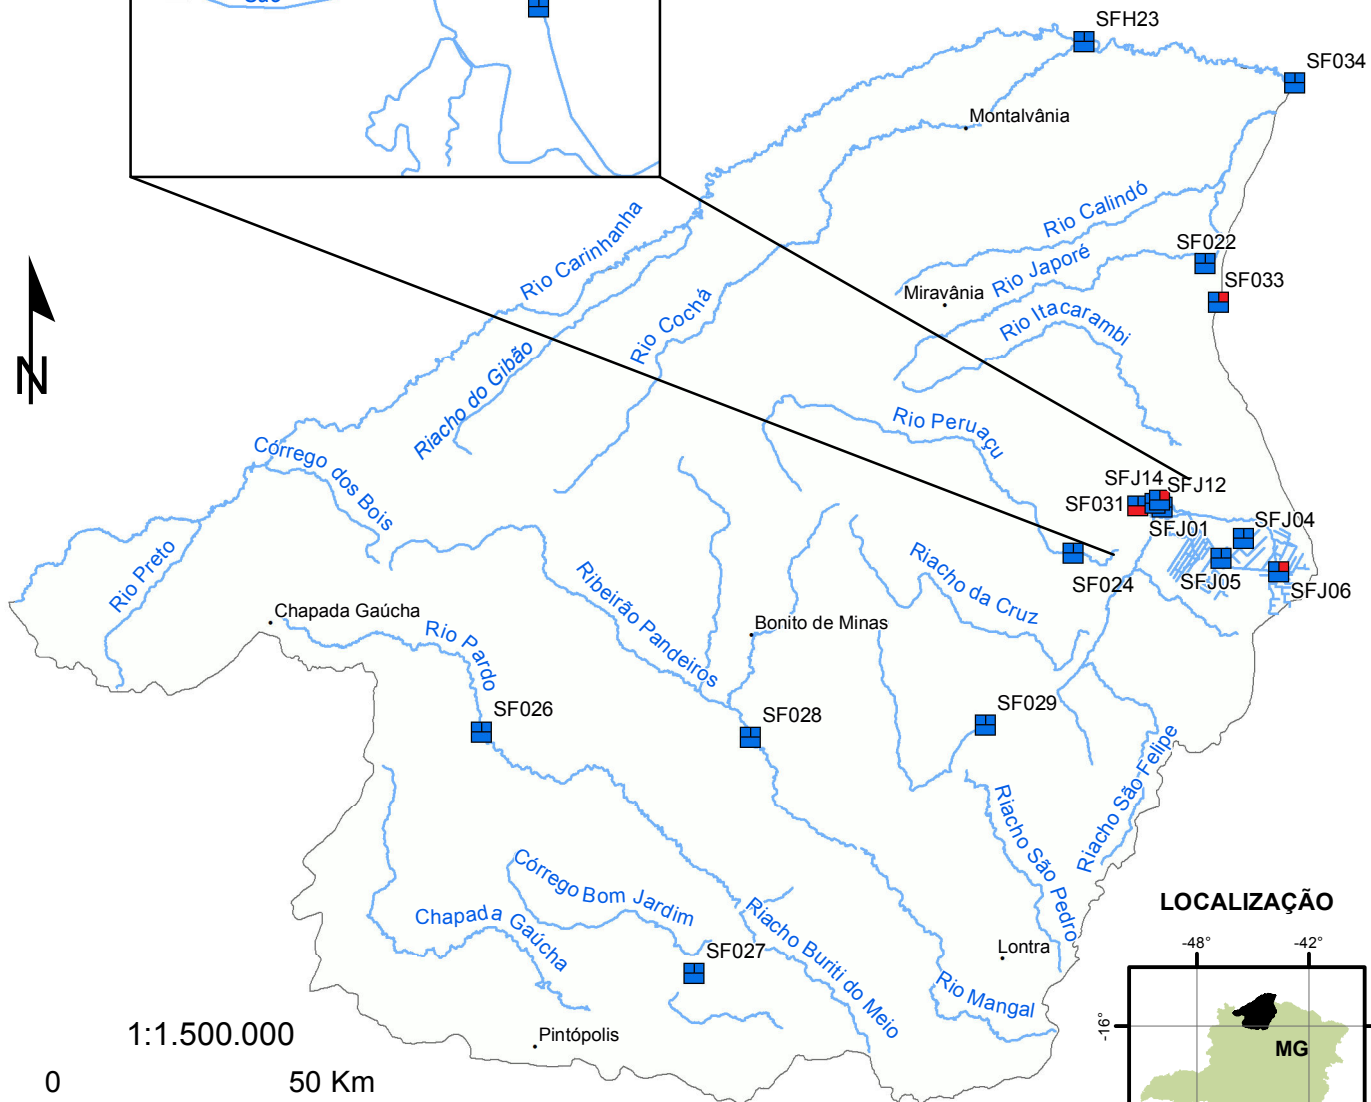 São
SFH23
SF034
Montalvânia
Rio Calindó
Rio Carinhanha
SF022
Rio Japoré
SF033
Miravânia
Rio Cochá
Rio Itacarambi
N
Riacho do Gibão
Rio Peruaçu
Córrego dos Bois
SFJ14
SFJ12
SF031
SFJ01
SFJ04
Rio Preto
Riacho da Cruz
SF024
SFJ05
SFJ06
Ribeirão Pandeiros
Chapada Gaúcha
Bonito de Minas
Rio Pardo
SF026
SF028
SF029
Riacho São Felipe
Riacho São Pedro
Córrego Bom Jardim
LOCALIZAÇÃO
Chapada Gaúcha
Riacho Buriti do Meio
SF027
Lontra
-48°
-42°
Rio Mangal
-16°
1:1.500.000
Pintópolis
MG
0
50 Km